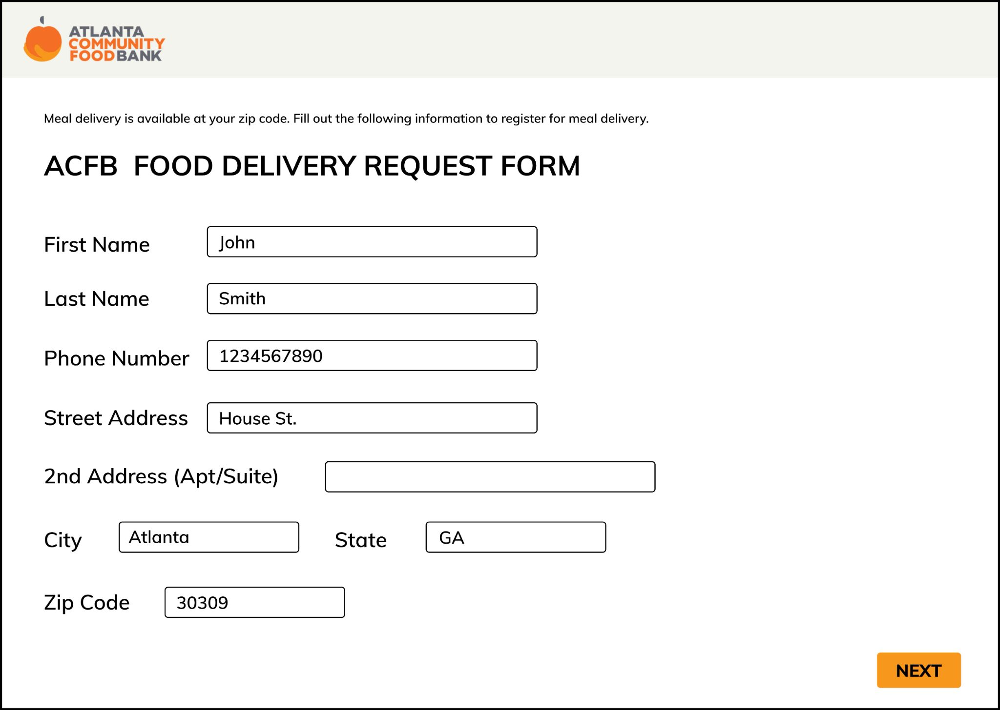 ATLANTA
COMMUNITY
FOODBANK
Meal delivery is available at your zip code. Fill out the following information to register for meal delivery.
ACFB  FOOD DELIVERY REQUEST FORM
First Name John
Last Name Smith
Phone Number 1234567890
Street Address House St.
2nd Address (Apt/Suite)
City Atlanta State GA
Zip Code 30309
NEXT